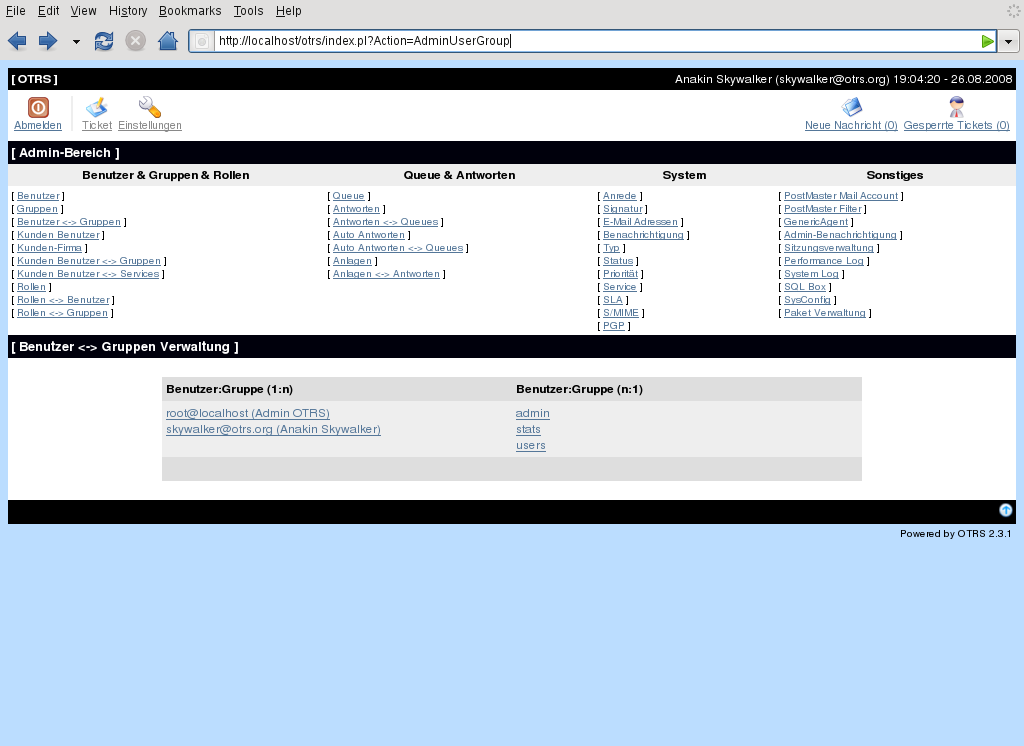 File Edit View History Bookmarks Tools Help
http://localhost/otrs/index.pl?Action=AdminUserGroup
[ OTRS ] Anakin Skywalker (skywalker@otrs.org) 19:04:20 - 26.08.2008
Abmelden Ticket Einstellungen Neue Nachricht (0) Gesperrte Tickets (0)
[ Admin-Bereich ]
Benutzer & Gruppen & Rollen Queue & Antworten System Sonstiges
[ Benutzer ] [ Queue ] [ Anrede ] [ PostMaster Mail Account ]
[ Gruppen ] [ Antworten ] [ Signatur ] [ PostMaster Filter ]
[ Benutzer <-> Gruppen ] [ Antworten <-> Queues ] [ E-Mail Adressen ] [ GenericAgent ]
[ Kunden Benutzer ] [ Auto Antworten ] [ Benachrichtigung ] [ Admin-Benachrichtigung ]
[ Kunden-Firma ] [ Auto Antworten <-> Queues ] [ Typ ] [ Sitzungsverwaltung ]
[ Kunden Benutzer <-> Gruppen ] [ Anlagen ] [ Status ] [ Performance Log ]
[ Kunden Benutzer <-> Services ] [ Anlagen <-> Antworten ] [ Priorität ] [ System Log ]
[ Rollen ] [ Service ] [ SQL Box ]
[ Rollen <-> Benutzer ] [ SLA ] [ SysConfig ]
[ Rollen <-> Gruppen ] [ S/MIME ] [ Paket Verwaltung ]
[ PGP ]
[ Benutzer <-> Gruppen Verwaltung ]
Benutzer:Gruppe (1:n) Benutzer:Gruppe (n:1)
root@localhost (Admin OTRS) admin
skywalker@otrs.org (Anakin Skywalker) stats
users
Powered by OTRS 2.3.1